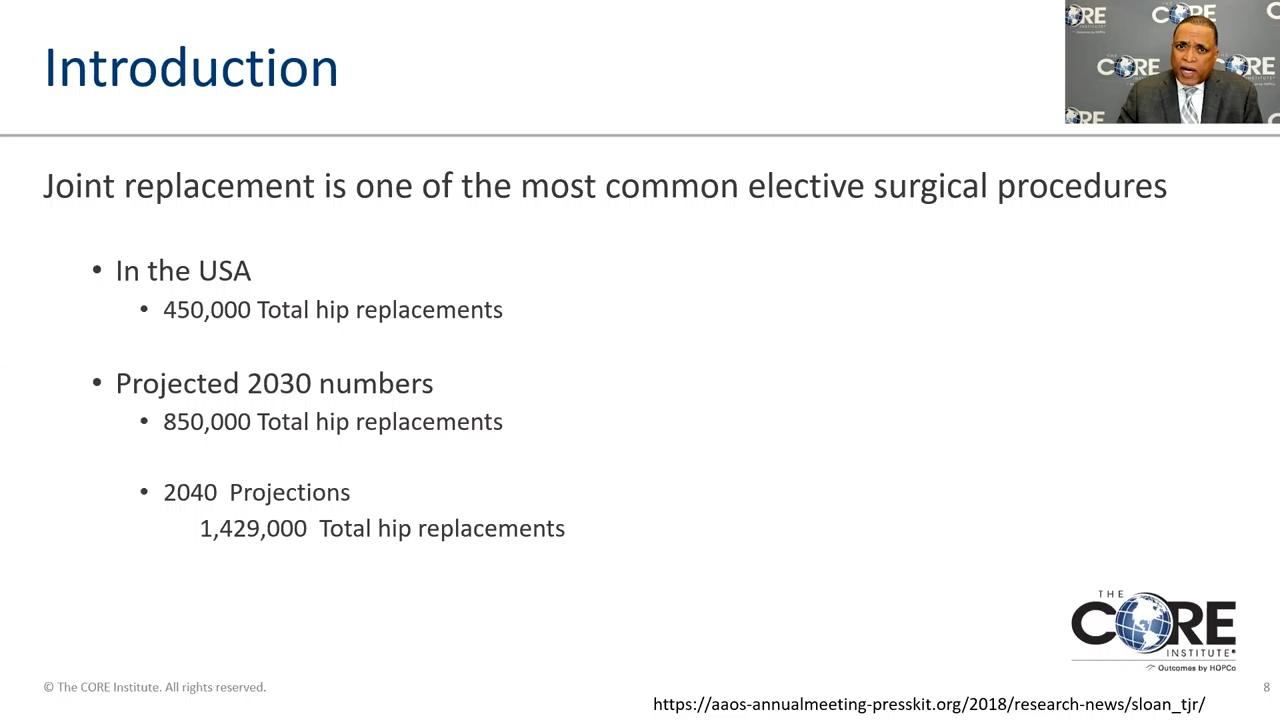 Introduction
Joint replacement is one of the most common elective surgical procedures
• In the USA
• 450,000 Total hip replacements
• Projected 2030 numbers
• 850,000 Total hip replacements
• 2040 Projections
1,429,000 Total hip replacements
THE
CORE
INSTITUTE
Outcomes by HOPCo
© The CORE Institute. All rights reserved.
8
https://aaos-annualmeeting-presskit.org/2018/research-news/sloan_tjr/